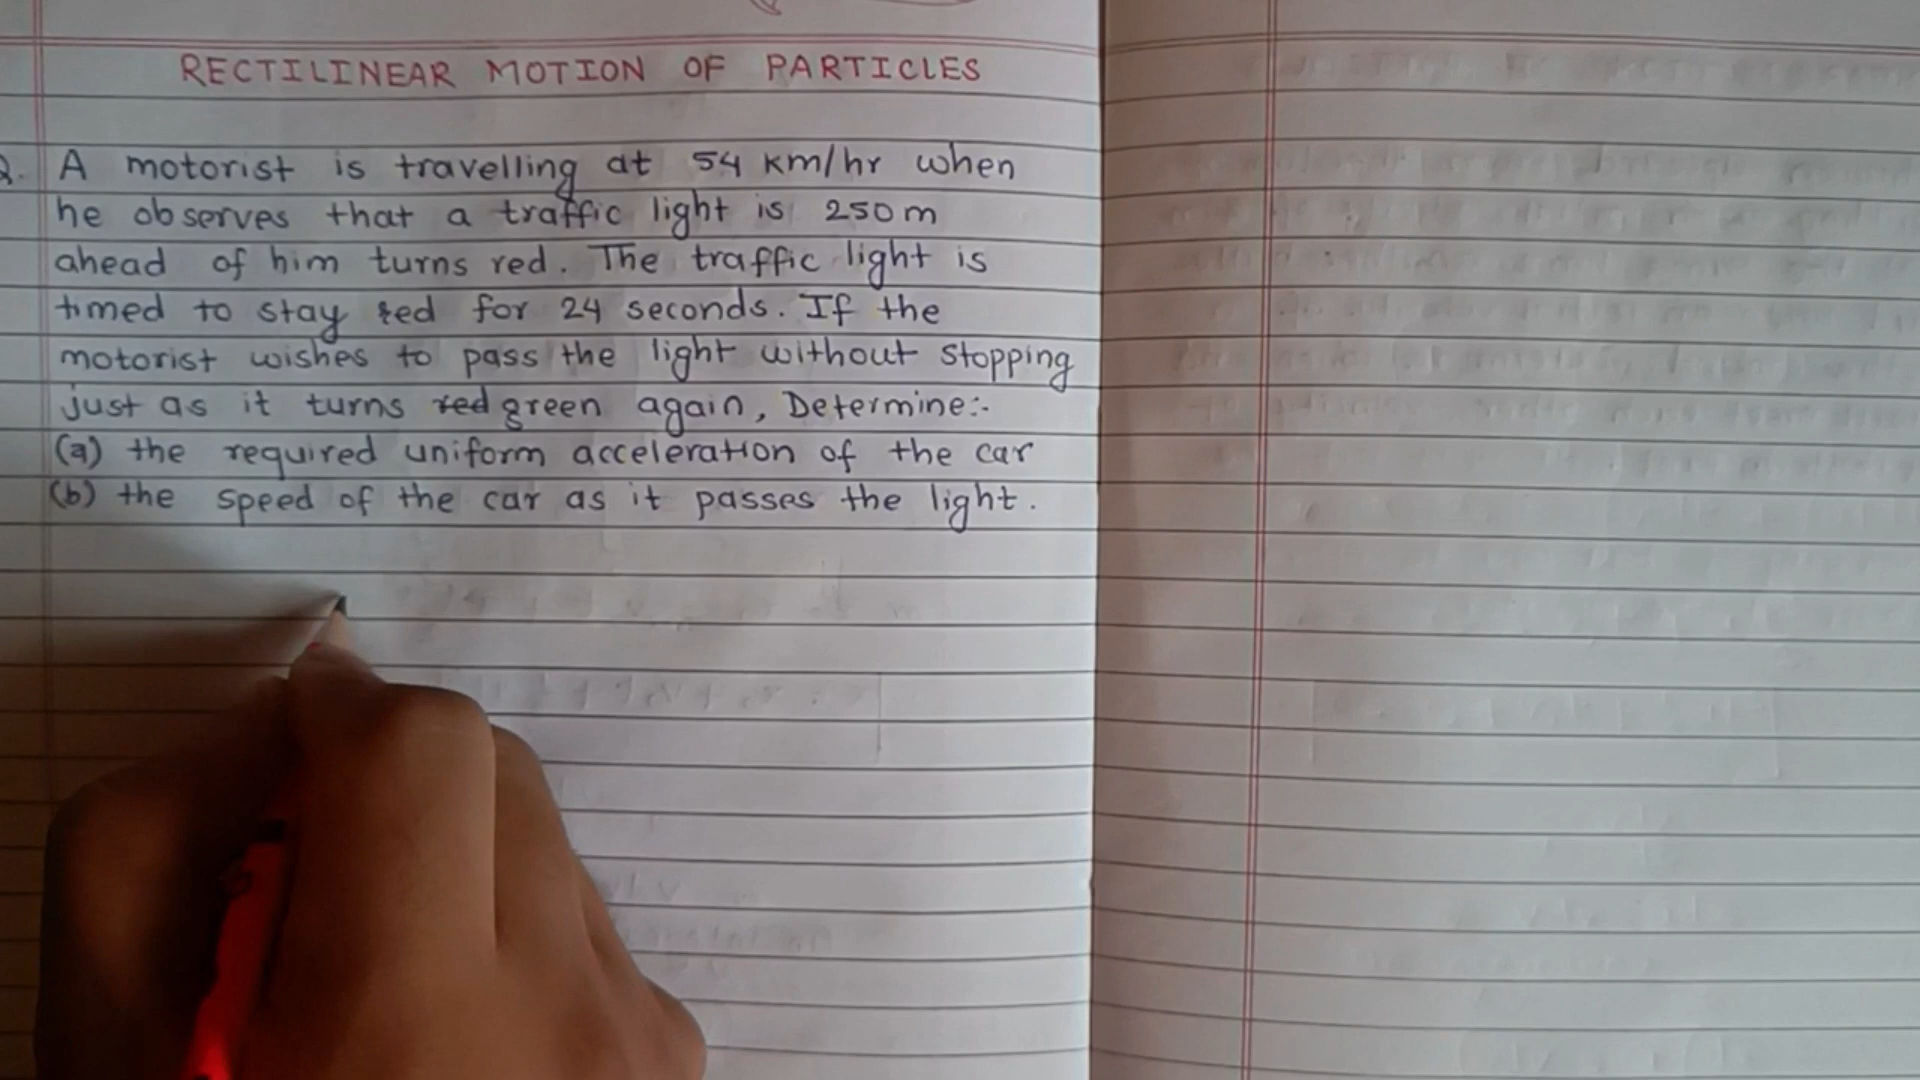 RECTILINEAR MOTION OF PARTICLES
Q. A motorist is travelling at 54 km/hr when
he observes that a traffic light is 250m
ahead of him turns red. The traffic light is
timed to stay red for 24 seconds. If the
motorist wishes to pass the light without stopping
just as it turns red green again, Determine:-
(a) the required uniform acceleration of the car
(b) the speed of the car as it passes the light.